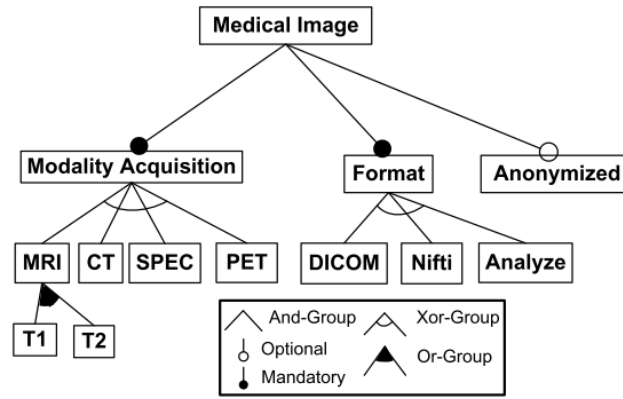 Medical Image
Modality Acquisition
Format
Anonymized
MRI
CT
SPEC
PET
DICOM
Nifti
Analyze
T1
T2
And-Group
Xor-Group
Optional
Or-Group
Mandatory